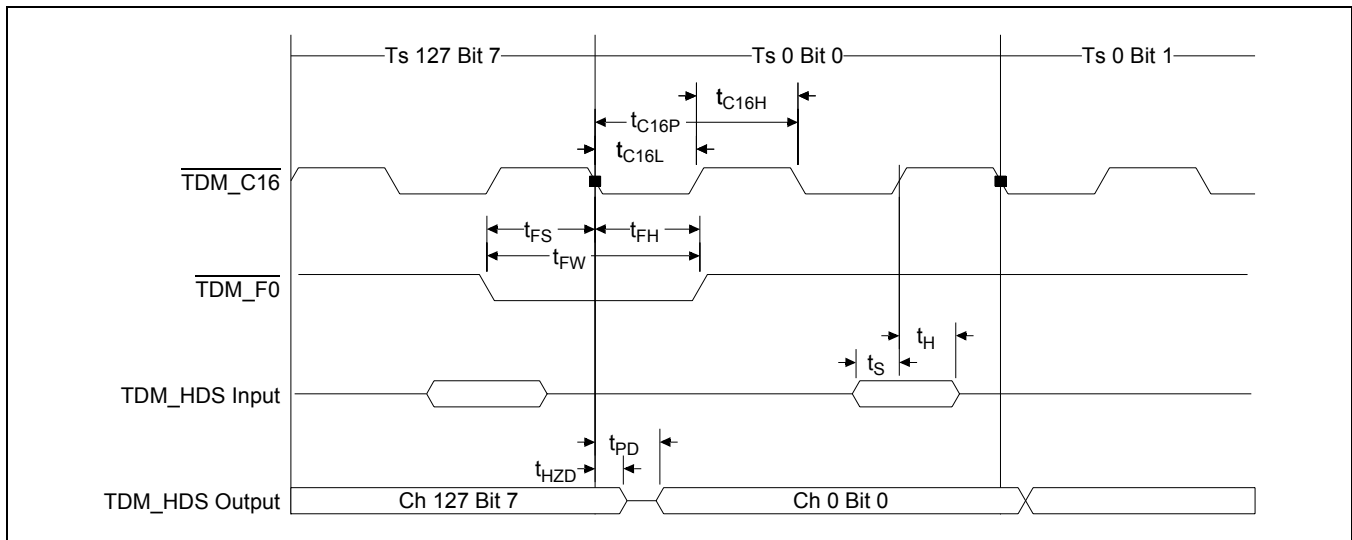 Ts 127 Bit 7 Ts 0 Bit 0 Ts 0 Bit 1
tC16H
tC16P
tC16L
TDM_C16
tFS tFH
tFW
TDM_F0
tH
tS
TDM_HDS Input
tPD
tHZD
TDM_HDS Output Ch 127 Bit 7 Ch 0 Bit 0